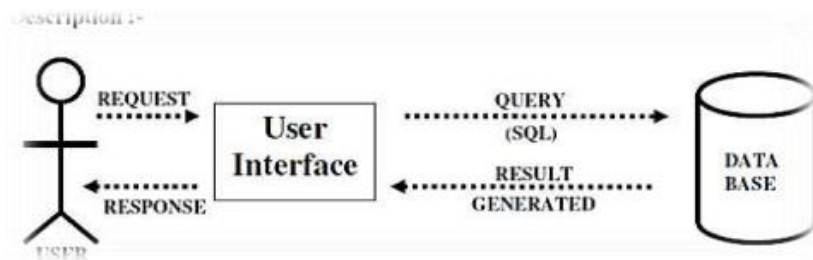 Description :-
REQUEST
User
Interface
RESPONSE
QUERY
(SQL)
RESULT
GENERATED
DATA
BASE
USER